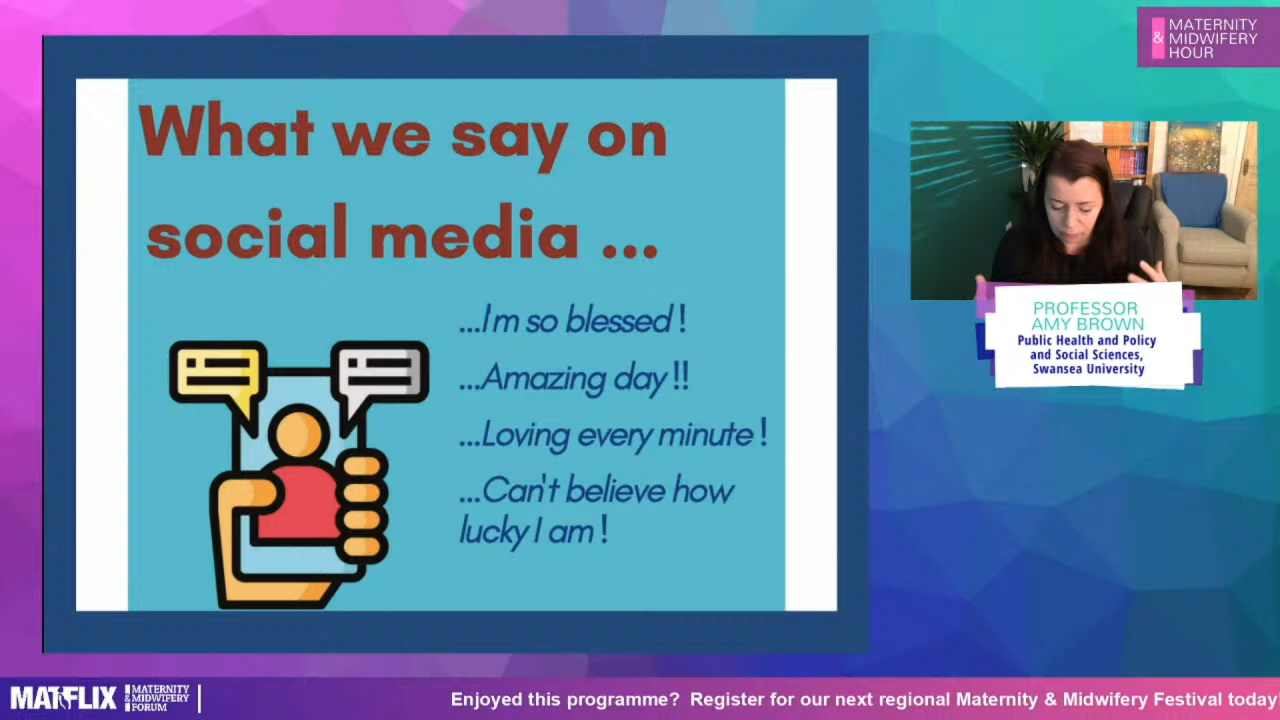 MATERNITY
& MIDWIFERY
HOUR
What we say on
social media ...
...Im so blessed !
...Amazing day !!
...Loving every minute !
...Can't believe how
lucky I am !
PROFESSOR
AMY BROWN
Public Health and Policy
and Social Sciences,
Swansea University
MATFLIX
MATERNITY
& MIDWIFERY
FORUM
Enjoyed this programme? Register for our next regional Maternity & Midwifery Festival today